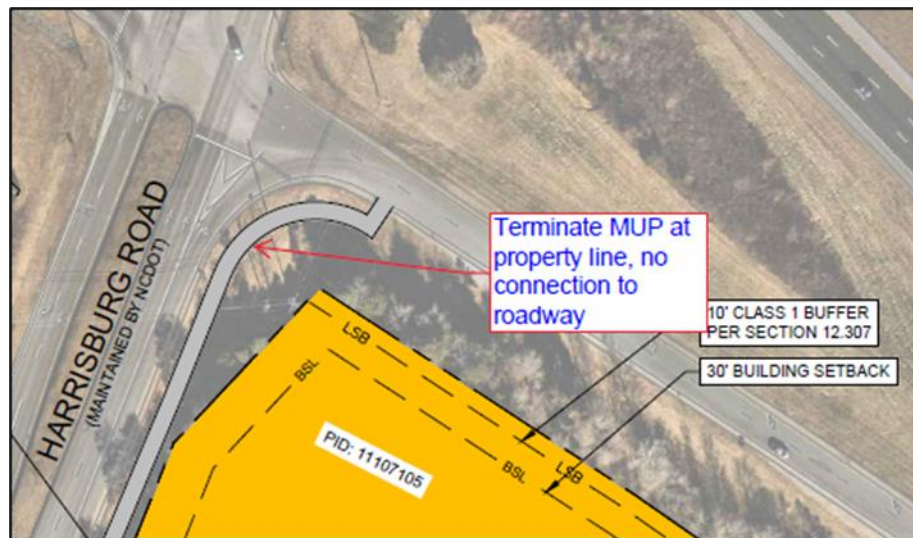 HARRISBURG ROAD
(MAINTAINED BY NCDOT)
Terminate MUP at
property line, no
connection to
roadway
10' CLASS 1 BUFFER
PER SECTION 12.307
30' BUILDING SETBACK
LSB
BSL
PID: 11107105
BSL
LSB